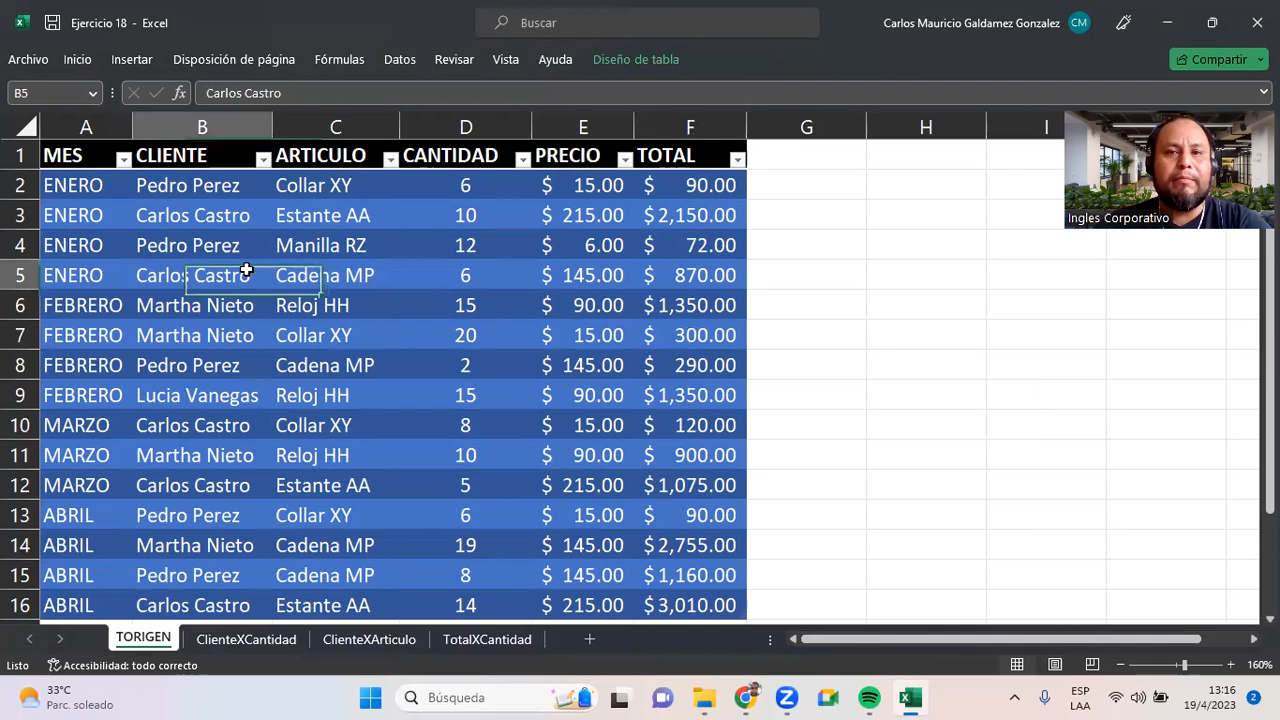 Ejercicio 18 - Excel
Buscar
Carlos Mauricio Galdamez Gonzalez
CM
Archivo Inicio Insertar Disposición de página Fórmulas Datos Revisar Vista Ayuda Diseño de tabla
Compartir
B5
fx
Carlos Castro
A B C D E F G H I
1 MES CLIENTE ARTICULO CANTIDAD PRECIO TOTAL
2 ENERO Pedro Perez Collar XY 6 $ 15.00 $ 90.00
3 ENERO Carlos Castro Estante AA 10 $ 215.00 $ 2,150.00
4 ENERO Pedro Perez Manilla RZ 12 $ 6.00 $ 72.00
5 ENERO Carlos Castro Cadena MP 6 $ 145.00 $ 870.00
6 FEBRERO Martha Nieto Reloj HH 15 $ 90.00 $ 1,350.00
7 FEBRERO Martha Nieto Collar XY 20 $ 15.00 $ 300.00
8 FEBRERO Pedro Perez Cadena MP 2 $ 145.00 $ 290.00
9 FEBRERO Lucia Vanegas Reloj HH 15 $ 90.00 $ 1,350.00
10 MARZO Carlos Castro Collar XY 8 $ 15.00 $ 120.00
11 MARZO Martha Nieto Reloj HH 10 $ 90.00 $ 900.00
12 MARZO Carlos Castro Estante AA 5 $ 215.00 $ 1,075.00
13 ABRIL Pedro Perez Collar XY 6 $ 15.00 $ 90.00
14 ABRIL Martha Nieto Cadena MP 19 $ 145.00 $ 2,755.00
15 ABRIL Pedro Perez Cadena MP 8 $ 145.00 $ 1,160.00
16 ABRIL Carlos Castro Estante AA 14 $ 215.00 $ 3,010.00
Ingles Corporativo
TORIGEN ClienteXCantidad ClienteXArticulo TotalXCantidad
Listo Accesibilidad: todo correcto 160%
33°C
Parc. soleado
Búsqueda
ESP
LAA
13:16
19/4/2023
2